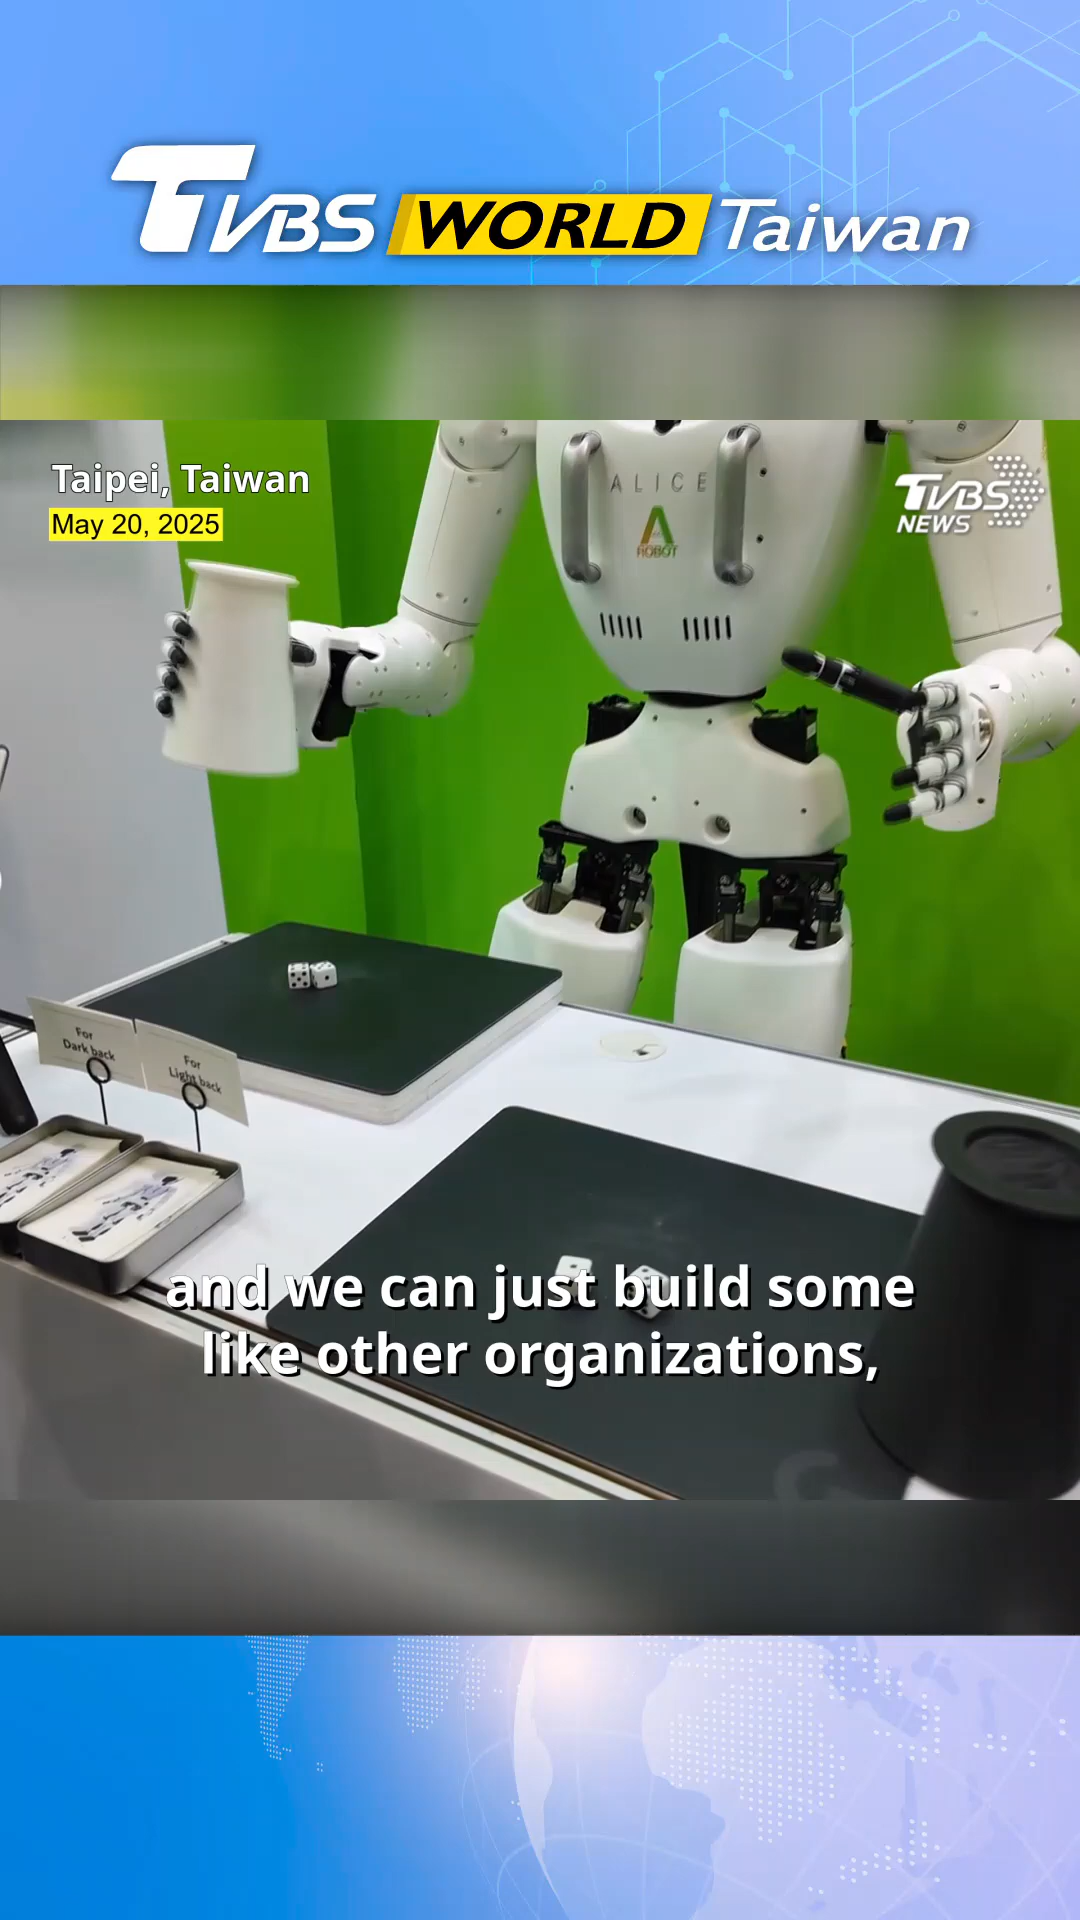 TVBS WORLD Taiwan
Taipei, Taiwan
May 20, 2025
TVBS
NEWS
ALICE
A
ROBOT
For
Dark back
For
Light back
and we can just build some
like other organizations,